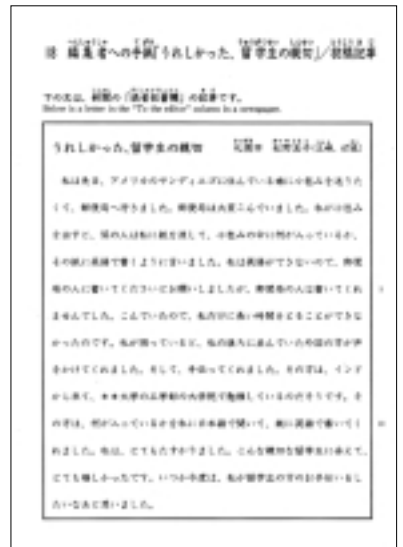 18 編集者への手紙「うれしかった、留学生の親切」/投稿記事
下の文は、新聞の「読者投書欄」の記事です。
Below is a letter in the "To the editor" column in a newspaper.
うれしかった、留学生の親切
私は先日、アメリカのサンディエゴに住んでいる娘に小包みを送りた
くて、郵便局へ行きました。郵便局は大変こんでいました。私が小包み
を出すと、局の人は私に紙を渡して、小包みの中に何が入っているか、
その紙に英語で書くように言いました。私は英語ができないので、郵便
局の人に書いてくださいとお願いしましたが、郵便局の人は書いてくれ
ませんでした。こんでいたので、私だけに長い時間をとることができな
かったのです。私が困っていると、私の後ろに並んでいた外国の方が声
をかけてくれました。そして、手伝ってくれました。その方は、インド
から来て、＊＊大学の工学部の大学院で勉強しているのだそうです。そ
の方は、何が入っているかを私に日本語で聞いて、紙に英語で書いてく
れました。私は、とてもたすかりました。こんな親切な留学生に会えて、
とても嬉しかったです。いつか今度は、私が留学生の方のお手伝いをし
たいなあと思いました。